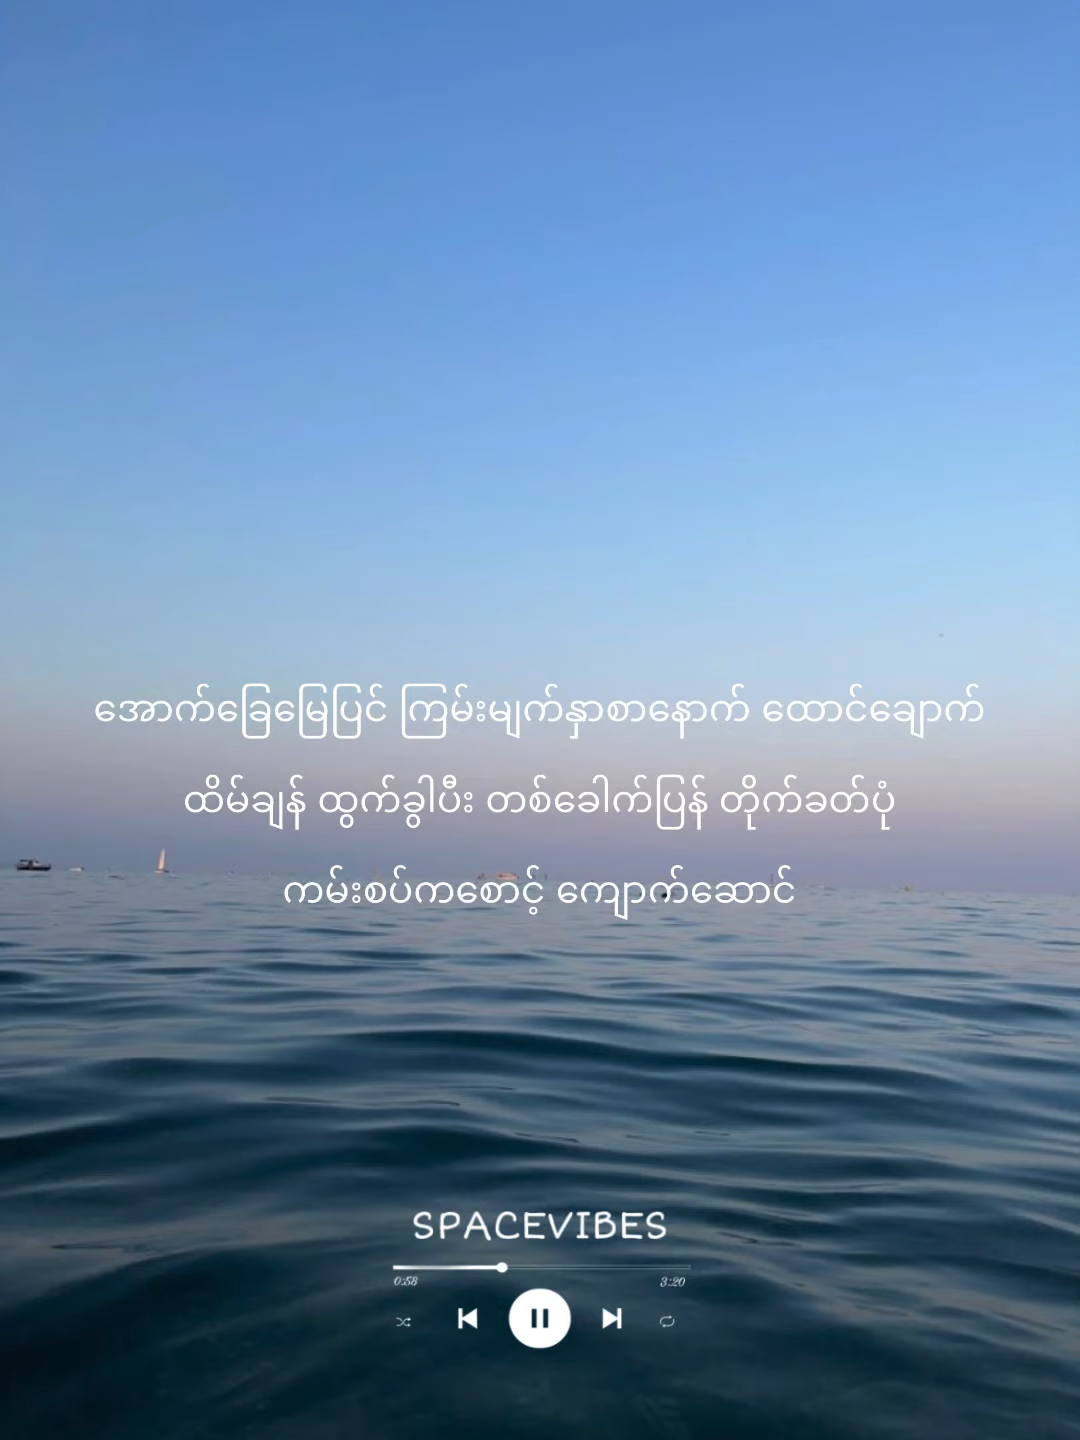 အောက်ခြေမြေပြင် ကြမ်းမျက်နှာစာနောက် ထောင်ချောက်
ထိမ်ချန် ထွက်ခွါပီး တစ်ခေါက်ပြန် တိုက်ခတ်ပုံ
ကမ်းစပ်ကစောင့် ကျောက်ဆောင်
SPACEVIBES
0:58 3:20